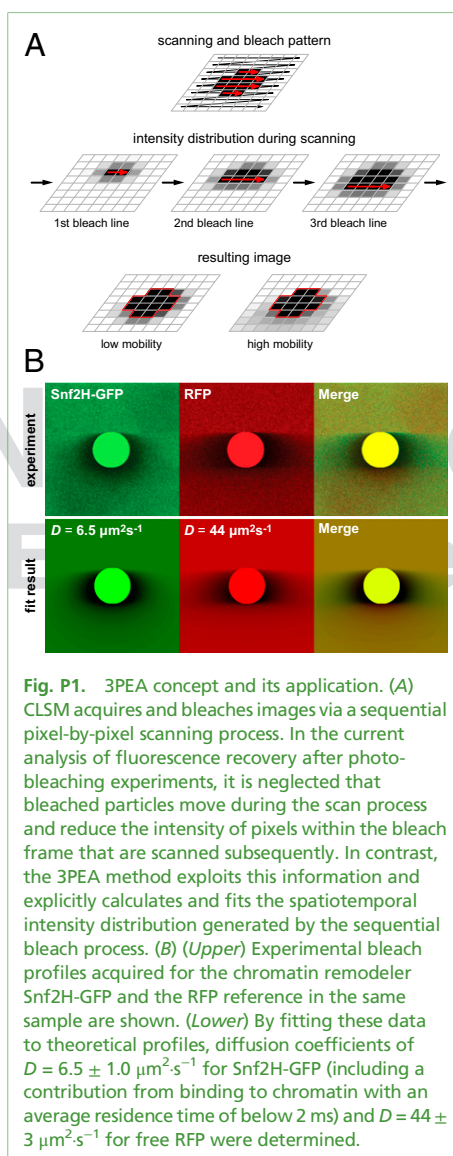 A
scanning and bleach pattern
intensity distribution during scanning
1st bleach line
2nd bleach line
3rd bleach line
resulting image
low mobility
high mobility
B
experiment
Snf2H-GFP
RFP
Merge
fit result
D = 6.5 μm²s⁻¹
D = 44 μm²s⁻¹
Merge
Fig. P1. 3PEA concept and its application. (A)
CLSM acquires and bleaches images via a sequential
pixel-by-pixel scanning process. In the current
analysis of fluorescence recovery after photo-
bleaching experiments, it is neglected that
bleached particles move during the scan process
and reduce the intensity of pixels within the bleach
frame that are scanned subsequently. In contrast,
the 3PEA method exploits this information and
explicitly calculates and fits the spatiotemporal
intensity distribution generated by the sequential
bleach process. (B) (Upper) Experimental bleach
profiles acquired for the chromatin remodeler
Snf2H-GFP and the RFP reference in the same
sample are shown. (Lower) By fitting these data
to theoretical profiles, diffusion coefficients of
D = 6.5 ± 1.0 μm²·s⁻¹ for Snf2H-GFP (including a
contribution from binding to chromatin with an
average residence time of below 2 ms) and D = 44 ±
3 μm²·s⁻¹ for free RFP were determined.